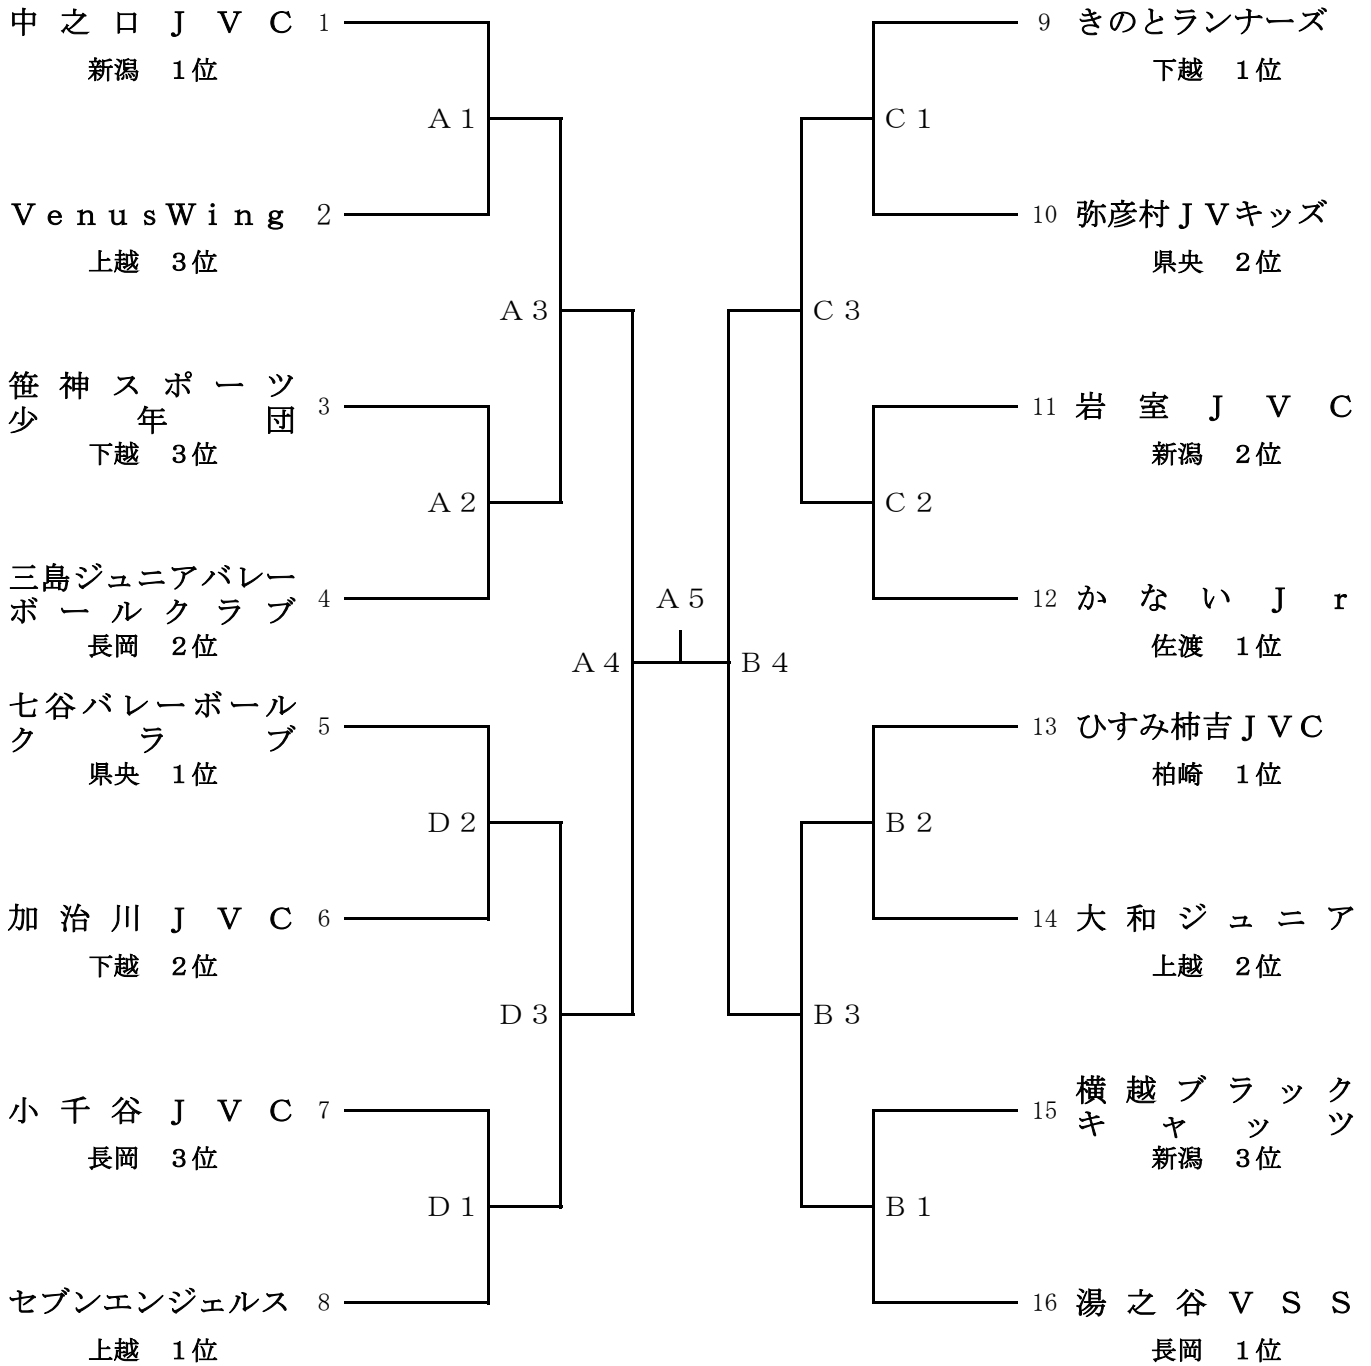 中之口ＪＶＣ 1
新潟　１位
ＶｅｎｕｓＷｉｎｇ 2
上越　３位
笹神スポーツ
少年団 3
下越　３位
三島ジュニアバレー
ボールクラブ 4
長岡　２位
七谷バレーボール
クラブ 5
県央　１位
加治川ＪＶＣ 6
下越　２位
小千谷ＪＶＣ 7
長岡　３位
セブンエンジェルス 8
上越　１位
Ａ１
Ａ３
Ａ２
Ａ４
Ｄ２
Ｄ３
Ｄ１
Ａ５
Ｂ４
Ｃ１
Ｃ３
Ｃ２
Ｂ２
Ｂ３
Ｂ１
9 きのとランナーズ
下越　１位
10 弥彦村ＪＶキッズ
県央　２位
11 岩室ＪＶＣ
新潟　２位
12 かないＪｒ
佐渡　１位
13 ひすみ柿吉ＪＶＣ
柏崎　１位
14 大和ジュニア
上越　２位
15 横越ブラック
キャッツ
新潟　３位
16 湯之谷ＶＳＳ
長岡　１位